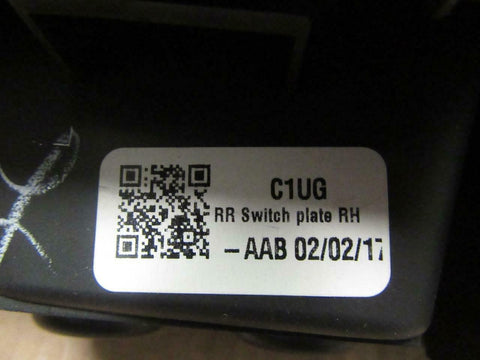 C1UG
RR Switch plate RH
–AAB 02/02/17